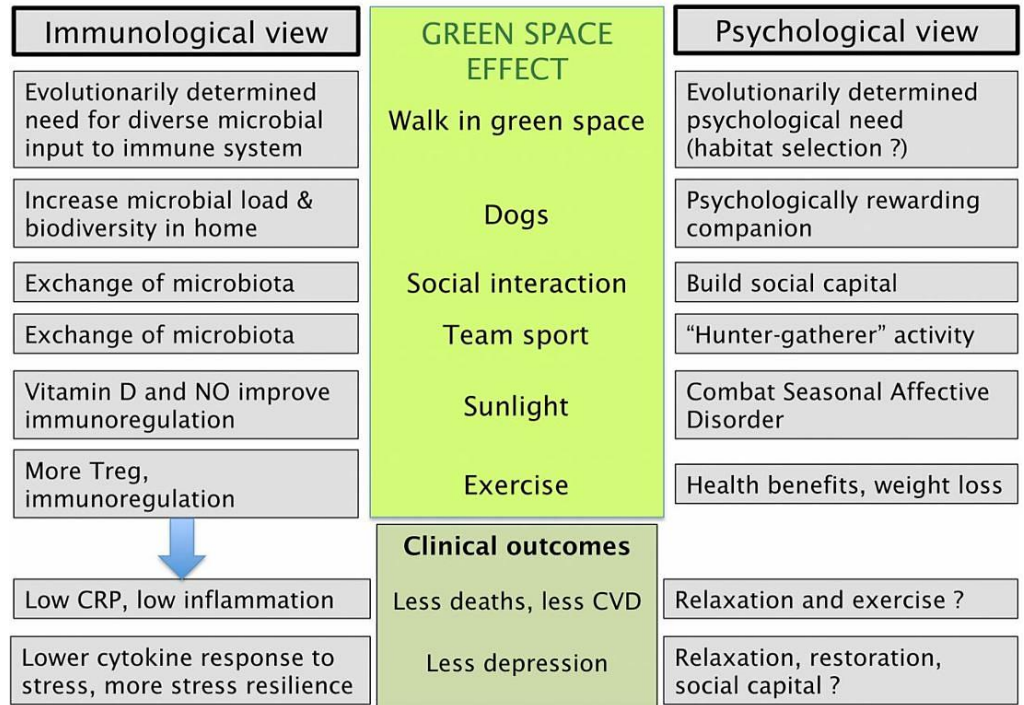 Immunological view
GREEN SPACE
EFFECT
Psychological view
Evolutionarily determined
need for diverse microbial
input to immune system
Walk in green space
Evolutionarily determined
psychological need
(habitat selection ?)
Increase microbial load &
biodiversity in home
Dogs
Psychologically rewarding
companion
Exchange of microbiota
Social interaction
Build social capital
Exchange of microbiota
Team sport
“Hunter-gatherer” activity
Vitamin D and NO improve
immunoregulation
Sunlight
Combat Seasonal Affective
Disorder
More Treg,
immunoregulation
Exercise
Health benefits, weight loss
Clinical outcomes
Low CRP, low inflammation
Less deaths, less CVD
Relaxation and exercise ?
Lower cytokine response to
stress, more stress resilience
Less depression
Relaxation, restoration,
social capital ?